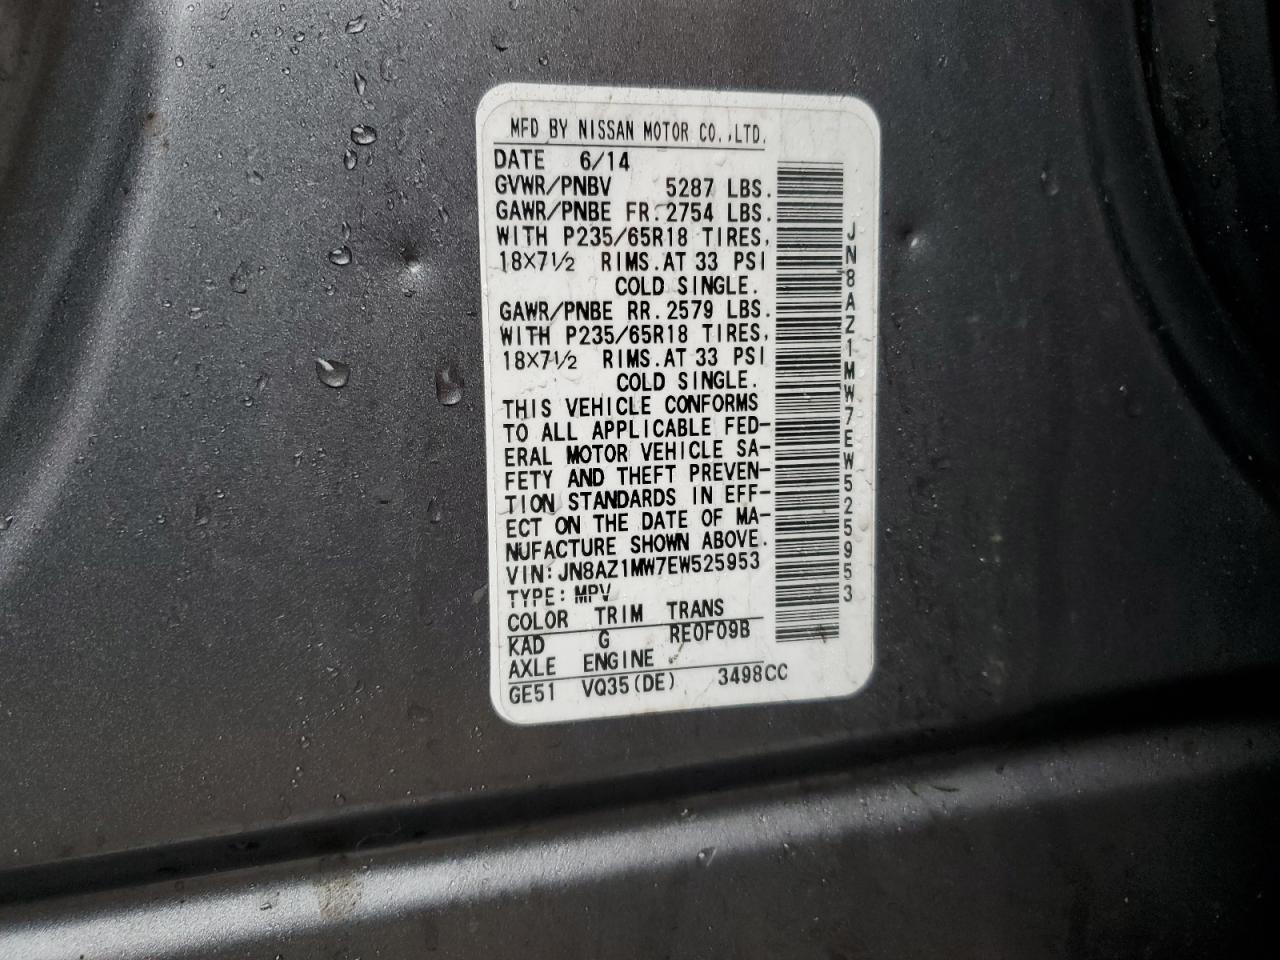 MFD BY NISSAN MOTOR CO.,LTD.
DATE 6/14
GVWR/PNBV 5287 LBS.
GAWR/PNBE FR.2754 LBS.
WITH P235/65R18 TIRES,
18X7½ RIMS.AT 33 PSI
COLD SINGLE.
GAWR/PNBE RR.2579 LBS.
WITH P235/65R18 TIRES,
18X7½ RIMS.AT 33 PSI
COLD SINGLE.
THIS VEHICLE CONFORMS
TO ALL APPLICABLE FED-
ERAL MOTOR VEHICLE SA-
FETY AND THEFT PREVEN-
TION STANDARDS IN EFF-
ECT ON THE DATE OF MA-
NUFACTURE SHOWN ABOVE.
VIN:JN8AZ1MW7EW525953
TYPE:MPV
COLOR TRIM TRANS
KAD G RE0F09B
AXLE ENGINE
GE51 VQ35(DE) 3498CC
JN8AZ1MW7EW525953